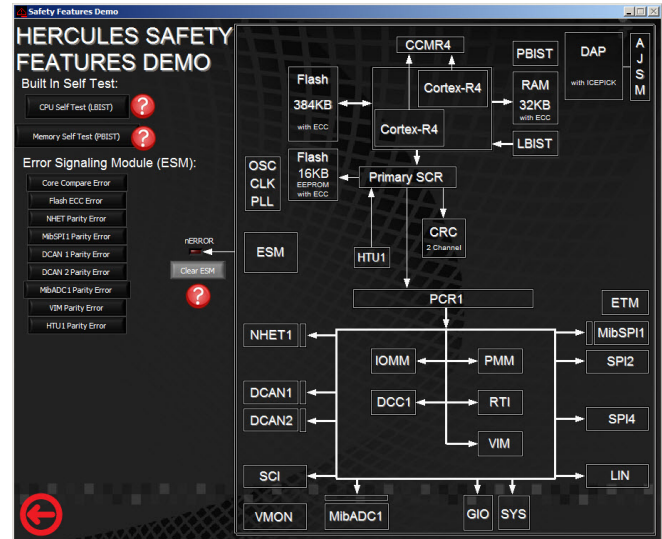 Safety Features Demo
HERCULES SAFETY
FEATURES DEMO
Built In Self Test:
CPU Self Test (LBIST)
?
Memory Self Test (PBIST)
?
Error Signaling Module (ESM):
Core Compare Error
Flash ECC Error
NHET Parity Error
MibSPI1 Parity Error
DCAN 1 Parity Error
DCAN 2 Parity Error
MibADC1 Parity Error
VIM Parity Error
HTU1 Parity Error
nERROR
Clear ESM
?
CCMR4
PBIST
DAP
with ICEPICK
A
J
S
M
Flash
384KB
with ECC
Cortex-R4
Cortex-R4
RAM
32KB
with ECC
LBIST
OSC
CLK
PLL
Flash
16KB
EEPROM
with ECC
Primary SCR
CRC
2 Channel
ESM
HTU1
PCR1
ETM
NHET1
MibSPI1
IOMM
PMM
SPI2
DCAN1
DCC1
RTI
DCAN2
SPI4
VIM
SCI
LIN
VMON
MibADC1
GIO
SYS